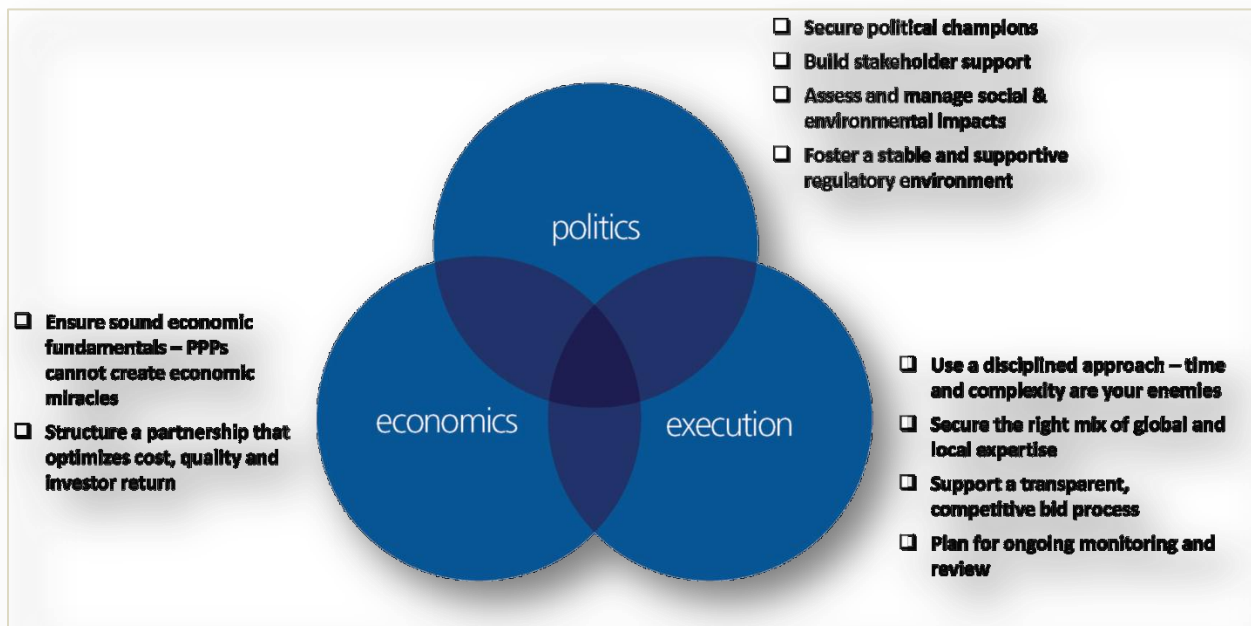 ❑ Secure political champions
❑ Build stakeholder support
❑ Assess and manage social &
environmental impacts
❑ Foster a stable and supportive
regulatory environment
politics
❑ Ensure sound economic
fundamentals – PPPs
cannot create economic
miracles
❑ Structure a partnership that
optimizes cost, quality and
investor return
economics
execution
❑ Use a disciplined approach – time
and complexity are your enemies
❑ Secure the right mix of global and
local expertise
❑ Support a transparent,
competitive bid process
❑ Plan for ongoing monitoring and
review